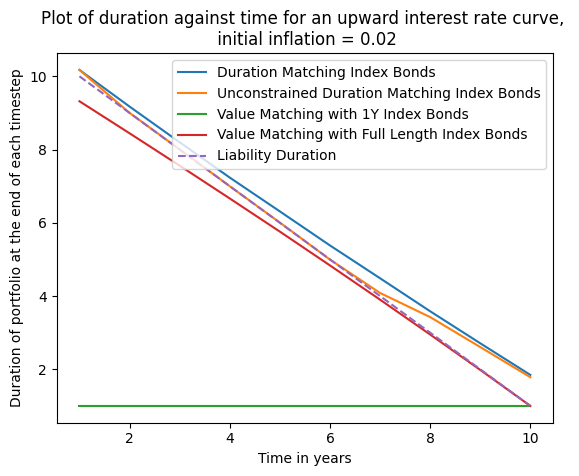 Plot of duration against time for an upward interest rate curve,
initial inflation = 0.02
Duration of portfolio at the end of each timestep
10
8
6
4
2
Duration Matching Index Bonds
Unconstrained Duration Matching Index Bonds
Value Matching with 1Y Index Bonds
Value Matching with Full Length Index Bonds
Liability Duration
2
4
6
8
10
Time in years